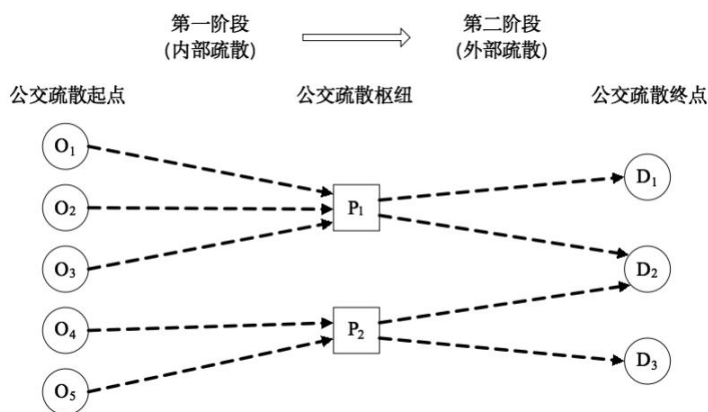 第一阶段
(内部疏散)
第二阶段
(外部疏散)
公交疏散起点
公交疏散枢纽
公交疏散终点
O₁
O₂
O₃
O₄
O₅
P₁
P₂
D₁
D₂
D₃